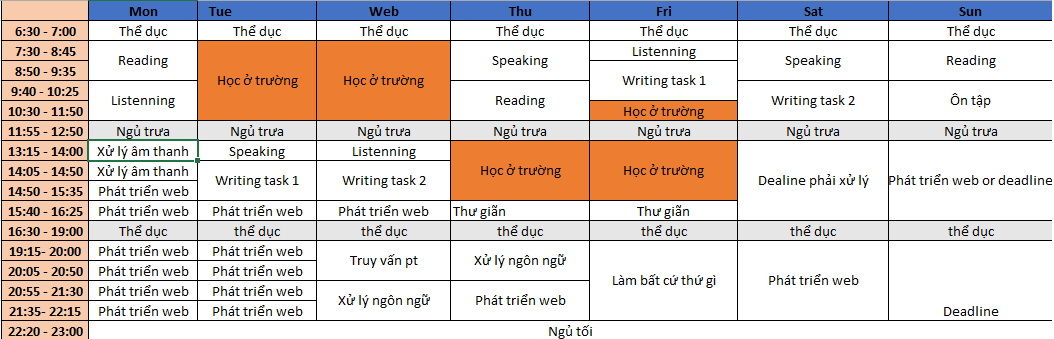 Mon Tue Web Thu Fri Sat Sun
6:30 - 7:00 Thể dục Thể dục Thể dục Thể dục Thể dục Thể dục Thể dục
7:30 - 8:45 Reading Học ở trường Học ở trường Speaking Listenning Speaking Reading
8:50 - 9:35 Writing task 1
9:40 - 10:25 Listenning Reading Writing task 2 Ôn tập
10:30 - 11:50 Học ở trường
11:55 - 12:50 Ngủ trưa Ngủ trưa Ngủ trưa Ngủ trưa Ngủ trưa Ngủ trưa Ngủ trưa
13:15 - 14:00 Xử lý âm thanh Speaking Listenning Học ở trường Học ở trường Dealine phải xử lý Phát triển web or deadline
14:05 - 14:50 Xử lý âm thanh Writing task 1 Writing task 2
14:50 - 15:35 Phát triển web
15:40 - 16:25 Phát triển web Phát triển web Phát triển web Thư giãn Thư giãn
16:30 - 19:00 Thể dục thể dục thể dục thể dục thể dục thể dục thể dục
19:15- 20:00 Phát triển web Phát triển web Truy vấn pt Xử lý ngôn ngữ Làm bất cứ thứ gì Phát triển web Deadline
20:05 - 20:50 Phát triển web Phát triển web
20:55 - 21:30 Phát triển web Phát triển web Xử lý ngôn ngữ Phát triển web
21:35- 22:15 Phát triển web Phát triển web
22:20 - 23:00 Ngủ tối